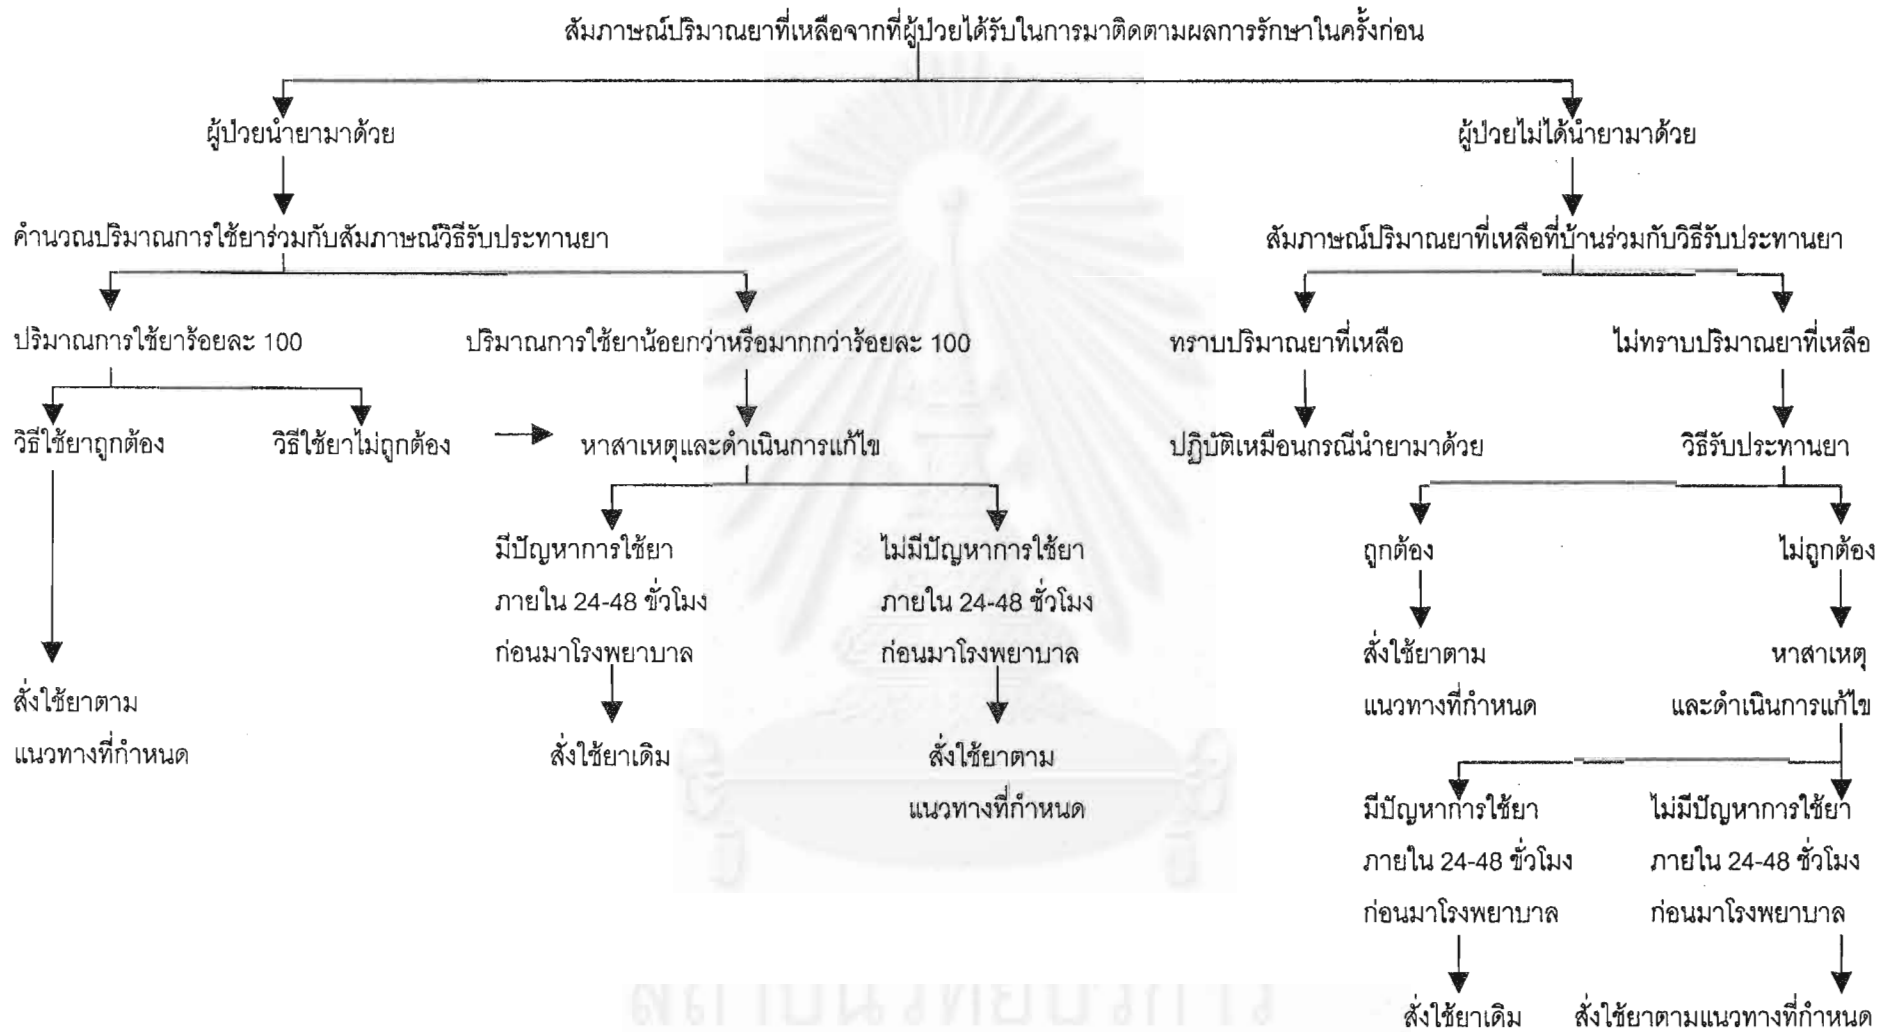 สัมภาษณ์ปริมาณยาที่เหลือจากที่ผู้ป่วยได้รับในการมาติดตามผลการรักษาในครั้งก่อน
ผู้ป่วยนำยามาด้วย
ผู้ป่วยไม่ได้นำยามาด้วย
คำนวณปริมาณการใช้ยาร่วมกับสัมภาษณ์วิธีรับประทานยา
สัมภาษณ์ปริมาณยาที่เหลือที่บ้านร่วมกับวิธีรับประทานยา
ปริมาณการใช้ยาร้อยละ 100
ปริมาณการใช้ยาน้อยกว่าหรือมากกว่าร้อยละ 100
ทราบปริมาณยาที่เหลือ
ไม่ทราบปริมาณยาที่เหลือ
วิธีใช้ยาถูกต้อง
วิธีใช้ยาไม่ถูกต้อง
หาสาเหตุและดำเนินการแก้ไข
ปฏิบัติเหมือนกรณีนำยามาด้วย
วิธีรับประทานยา
มีปัญหาการใช้ยา
ภายใน 24-48 ชั่วโมง
ก่อนมาโรงพยาบาล
ไม่มีปัญหาการใช้ยา
ภายใน 24-48 ชั่วโมง
ก่อนมาโรงพยาบาล
ถูกต้อง
ไม่ถูกต้อง
สั่งใช้ยาตาม
แนวทางที่กำหนด
หาสาเหตุ
และดำเนินการแก้ไข
สั่งใช้ยาตาม
แนวทางที่กำหนด
สั่งใช้ยาเดิม
สั่งใช้ยาตาม
แนวทางที่กำหนด
มีปัญหาการใช้ยา
ภายใน 24-48 ชั่วโมง
ก่อนมาโรงพยาบาล
ไม่มีปัญหาการใช้ยา
ภายใน 24-48 ชั่วโมง
ก่อนมาโรงพยาบาล
สั่งใช้ยาเดิม
สั่งใช้ยาตามแนวทางที่กำหนด
สถาบันวิทยบริการ